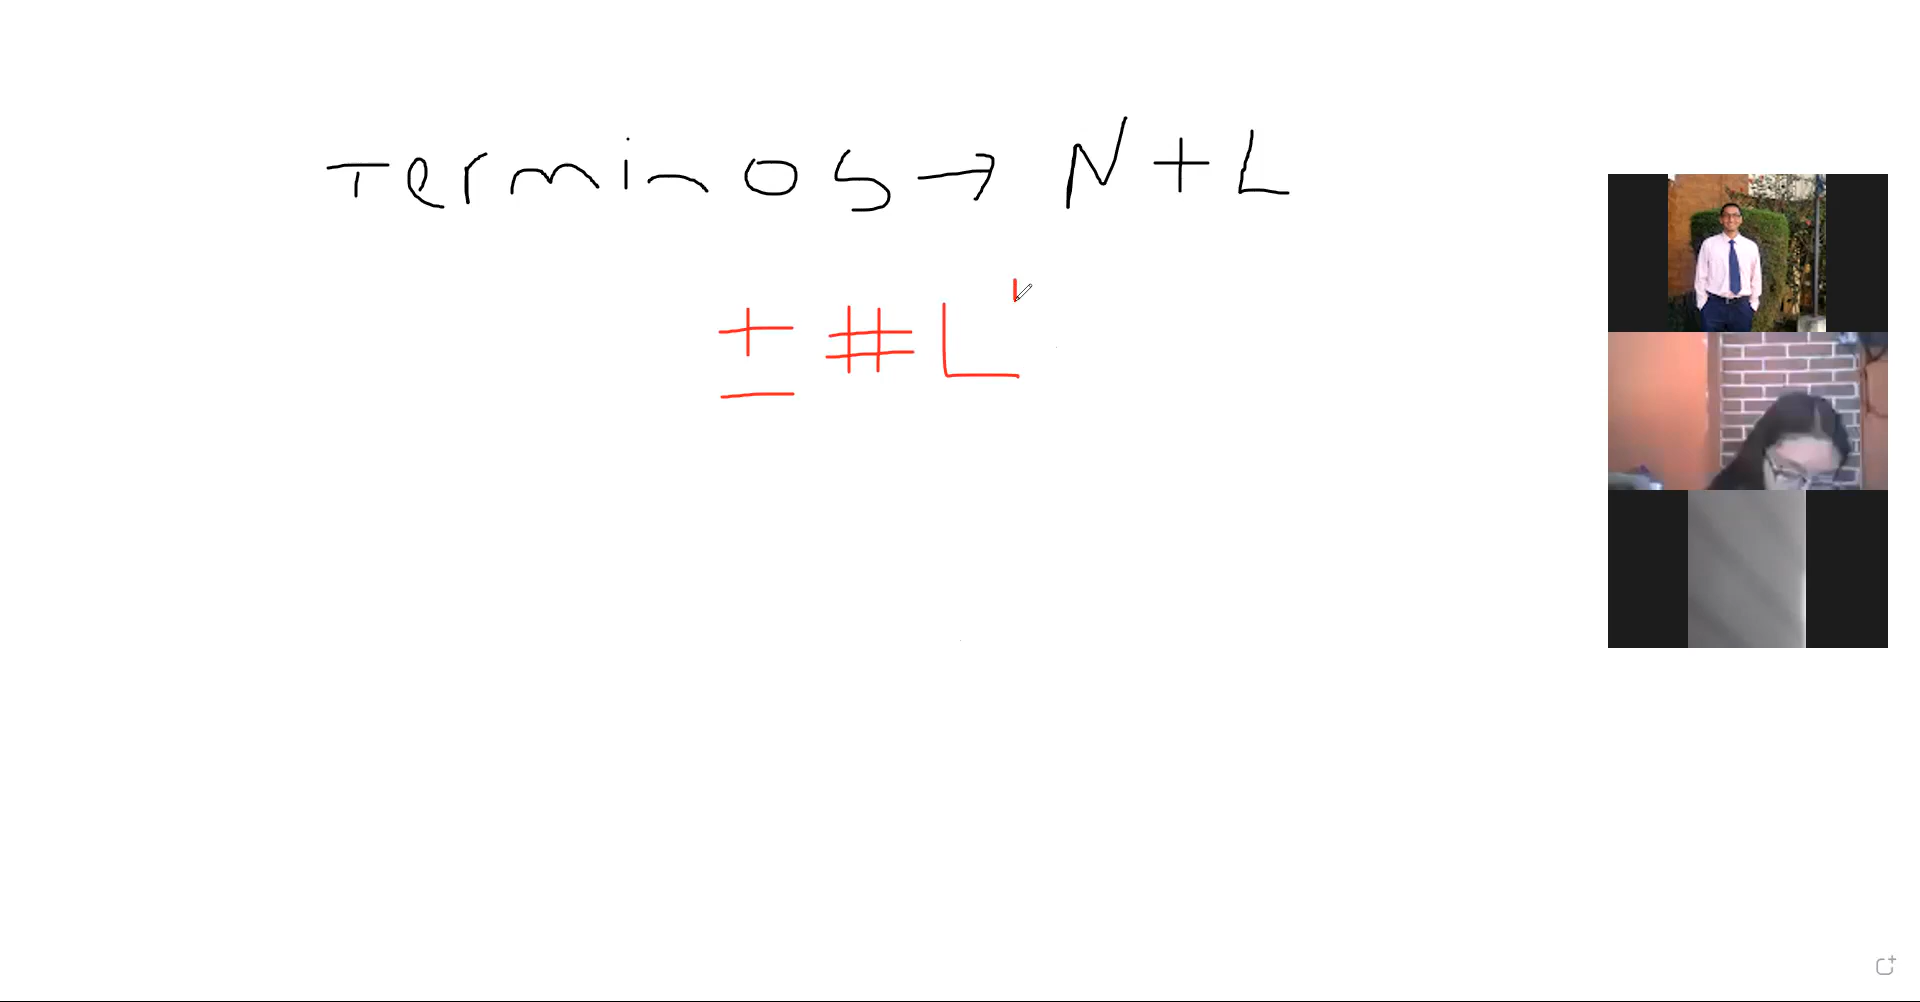 Terminos → N+L
± # L